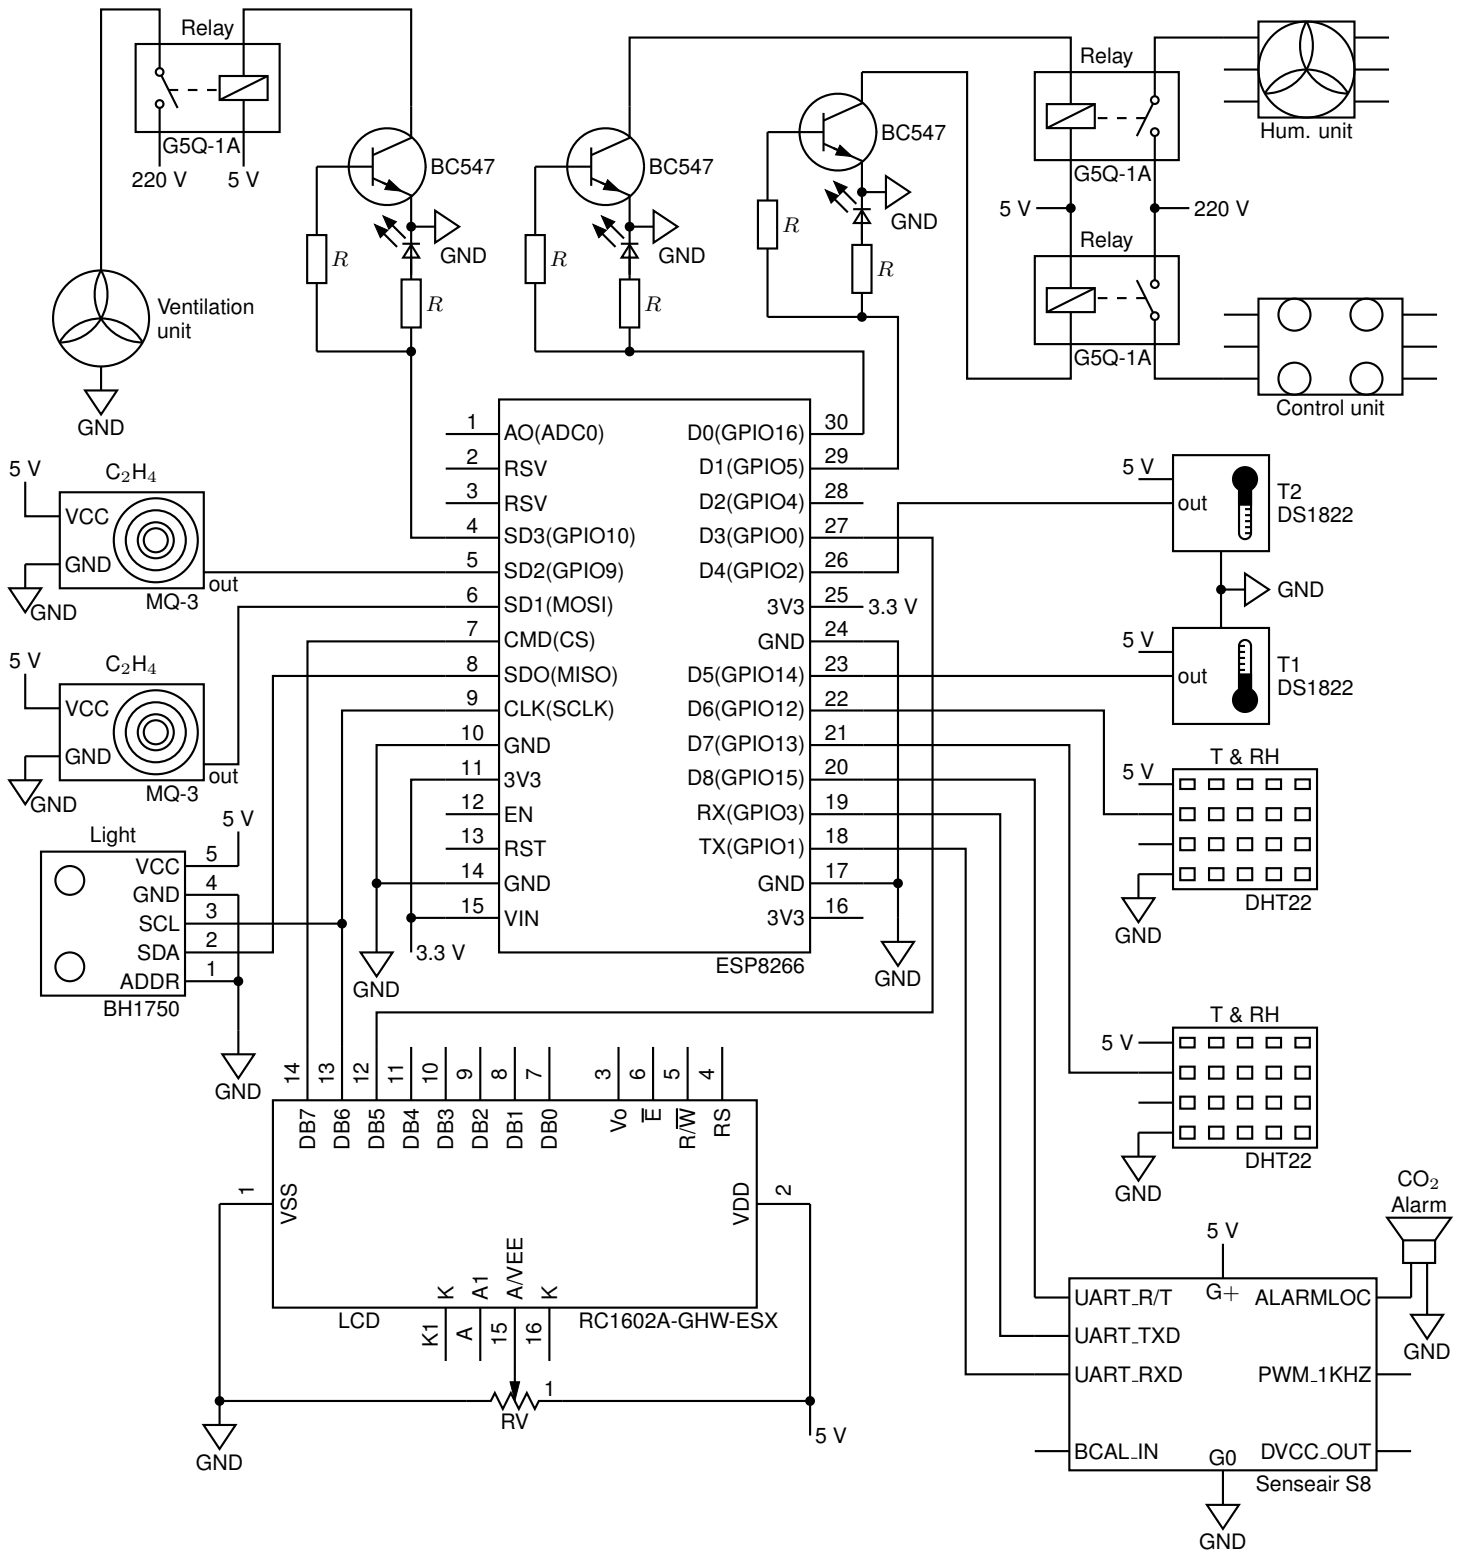 Relay
G5Q-1A
220 V
5 V
BC547
GND
R
R
Ventilation
unit
GND
BC547
GND
R
R
BC547
GND
R
R
Relay
G5Q-1A
5 V
220 V
Relay
G5Q-1A
Hum. unit
Control unit
5 V
C₂H₄
VCC
GND
GND
out
MQ-3
5 V
C₂H₄
VCC
GND
GND
out
MQ-3
Light
5 V
VCC 5
GND 4
SCL 3
SDA 2
ADDR 1
BH1750
GND
1 AO(ADC0)
2 RSV
3 RSV
4 SD3(GPIO10)
5 SD2(GPIO9)
6 SD1(MOSI)
7 CMD(CS)
8 SDO(MISO)
9 CLK(SCLK)
10 GND
11 3V3
12 EN
13 RST
14 GND
15 VIN
3.3 V
GND
D0(GPIO16) 30
D1(GPIO5) 29
D2(GPIO4) 28
D3(GPIO0) 27
D4(GPIO2) 26
3V3 25 3.3 V
GND 24
D5(GPIO14) 23
D6(GPIO12) 22
D7(GPIO13) 21
D8(GPIO15) 20
RX(GPIO3) 19
TX(GPIO1) 18
GND 17
3V3 16
ESP8266
GND
5 V
out
T2
DS1822
GND
5 V
out
T1
DS1822
T & RH
5 V
GND
DHT22
T & RH
5 V
GND
DHT22
14 DB7
13 DB6
12 DB5
11 DB4
10 DB3
9 DB2
8 DB1
7 DB0
3 Vo
6 E̅
5 R/W̅
4 RS
1 VSS
VDD 2
K K1
A1 A
A/VEE 15
K 16
LCD
RC1602A-GHW-ESX
1
RV
GND
5 V
CO₂
Alarm
GND
5 V
G+
UART_R/T
UART_TXD
UART_RXD
BCAL_IN
ALARMLOC
PWM_1KHZ
DVCC_OUT
G0
Senseair S8
GND